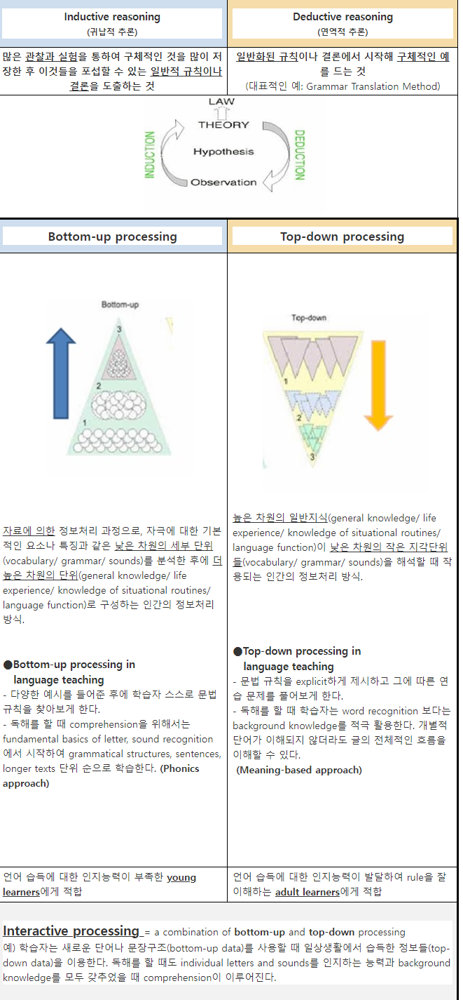 Inductive reasoning
(귀납적 추론)
Deductive reasoning
(연역적 추론)
많은 관찰과 실험을 통하여 구체적인 것을 많이 저
장한 후 이것들을 포섭할 수 있는 일반적 규칙이나
결론을 도출하는 것
일반화된 규칙이나 결론에서 시작해 구체적인 예
를 드는 것
(대표적인 예: Grammar Translation Method)
LAW
THEORY
Hypothesis
Observation
INDUCTION
DEDUCTION
Bottom-up processing
Top-down processing
Bottom-up
3
2
1
Top-down
1
2
3
자료에 의한 정보처리 과정으로, 자극에 대한 기본
적인 요소나 특징과 같은 낮은 차원의 세부 단위
(vocabulary/ grammar/ sounds)를 분석한 후에 더
높은 차원의 단위(general knowledge/ life
experience/ knowledge of situational routines/
language function)로 구성하는 인간의 정보처리
방식.
●Bottom-up processing in
language teaching
- 다양한 예시를 들어준 후에 학습자 스스로 문법
규칙을 찾아보게 한다.
- 독해를 할 때 comprehension을 위해서는
fundamental basics of letter, sound recognition
에서 시작하여 grammatical structures, sentences,
longer texts 단위 순으로 학습한다. (Phonics
approach)
높은 차원의 일반지식(general knowledge/ life
experience/ knowledge of situational routines/
language function)이 낮은 차원의 작은 지각단위
들(vocabulary/ grammar/ sounds)을 해석할 때 작
용되는 인간의 정보처리 방식.
●Top-down processing in
language teaching
- 문법 규칙을 explicit하게 제시하고 그에 따른 연
습 문제를 풀어보게 한다.
- 독해를 할 때 학습자는 word recognition 보다는
background knowledge를 적극 활용한다. 개별적
단어가 이해되지 않더라도 글의 전체적인 흐름을
이해할 수 있다.
(Meaning-based approach)
언어 습득에 대한 인지능력이 부족한 young
learners에게 적합
언어 습득에 대한 인지능력이 발달하여 rule을 잘
이해하는 adult learners에게 적합
Interactive processing = a combination of bottom-up and top-down processing
예) 학습자는 새로운 단어나 문장구조(bottom-up data)를 사용할 때 일상생활에서 습득한 정보들(top-
down data)을 이용한다. 독해를 할 때도 individual letters and sounds를 인지하는 능력과 background
knowledge를 모두 갖추었을 때 comprehension이 이루어진다.